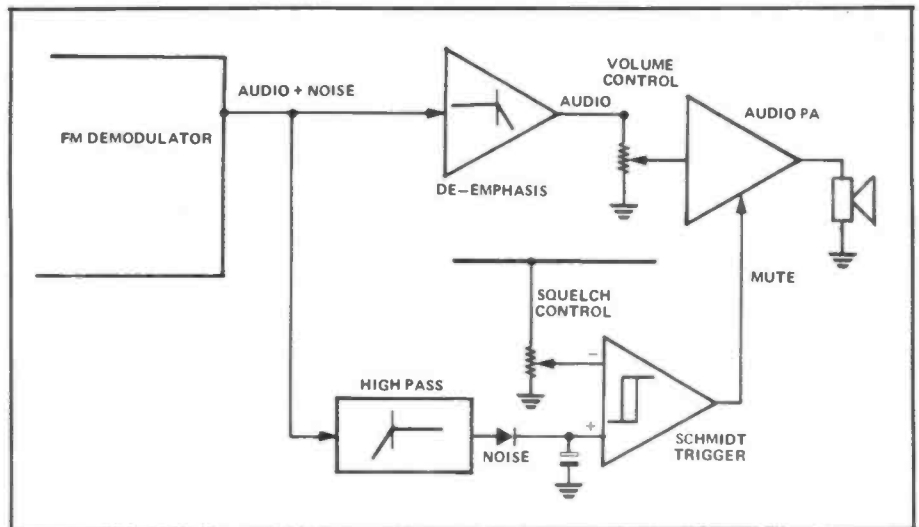 FM DEMODULATOR
AUDIO + NOISE
DE-EMPHASIS
AUDIO
VOLUME
CONTROL
AUDIO PA
MUTE
SQUELCH
CONTROL
HIGH PASS
NOISE
−
+
SCHMIDT
TRIGGER